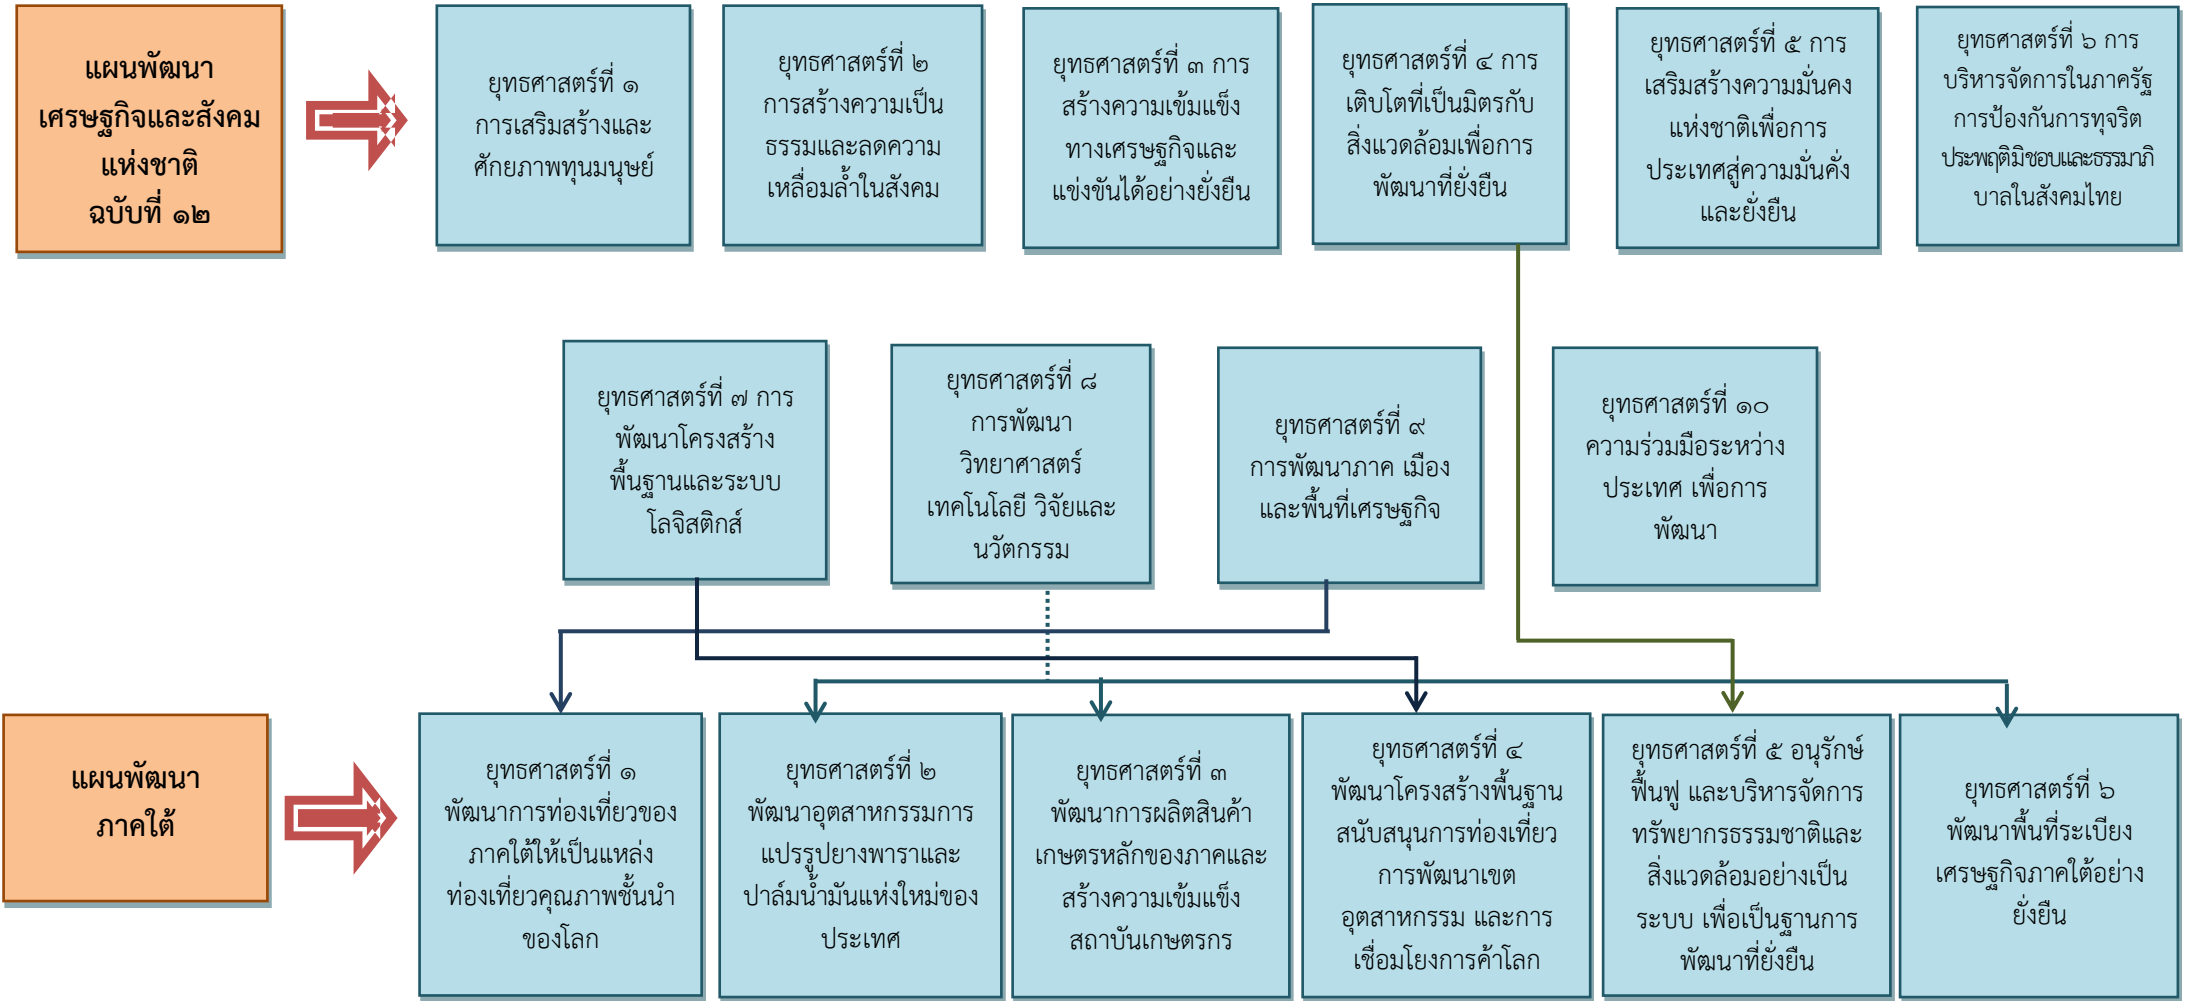 แผนพัฒนา
เศรษฐกิจและสังคม
แห่งชาติ
ฉบับที่ ๑๒
ยุทธศาสตร์ที่ ๑
การเสริมสร้างและ
ศักยภาพทุนมนุษย์
ยุทธศาสตร์ที่ ๒
การสร้างความเป็น
ธรรมและลดความ
เหลื่อมล้ำในสังคม
ยุทธศาสตร์ที่ ๓ การ
สร้างความเข้มแข็ง
ทางเศรษฐกิจและ
แข่งขันได้อย่างยั่งยืน
ยุทธศาสตร์ที่ ๔ การ
เติบโตที่เป็นมิตรกับ
สิ่งแวดล้อมเพื่อการ
พัฒนาที่ยั่งยืน
ยุทธศาสตร์ที่ ๕ การ
เสริมสร้างความมั่นคง
แห่งชาติเพื่อการ
ประเทศสู่ความมั่นคั่ง
และยั่งยืน
ยุทธศาสตร์ที่ ๖ การ
บริหารจัดการในภาครัฐ
การป้องกันการทุจริต
ประพฤติมิชอบและธรรมาภิ
บาลในสังคมไทย
ยุทธศาสตร์ที่ ๗ การ
พัฒนาโครงสร้าง
พื้นฐานและระบบ
โลจิสติกส์
ยุทธศาสตร์ที่ ๘
การพัฒนา
วิทยาศาสตร์
เทคโนโลยี วิจัยและ
นวัตกรรม
ยุทธศาสตร์ที่ ๙
การพัฒนาภาค เมือง
และพื้นที่เศรษฐกิจ
ยุทธศาสตร์ที่ ๑๐
ความร่วมมือระหว่าง
ประเทศ เพื่อการ
พัฒนา
แผนพัฒนา
ภาคใต้
ยุทธศาสตร์ที่ ๑
พัฒนาการท่องเที่ยวของ
ภาคใต้ให้เป็นแหล่ง
ท่องเที่ยวคุณภาพชั้นนำ
ของโลก
ยุทธศาสตร์ที่ ๒
พัฒนาอุตสาหกรรมการ
แปรรูปยางพาราและ
ปาล์มน้ำมันแห่งใหม่ของ
ประเทศ
ยุทธศาสตร์ที่ ๓
พัฒนาการผลิตสินค้า
เกษตรหลักของภาคและ
สร้างความเข้มแข็ง
สถาบันเกษตรกร
ยุทธศาสตร์ที่ ๔
พัฒนาโครงสร้างพื้นฐาน
สนับสนุนการท่องเที่ยว
การพัฒนาเขต
อุตสาหกรรม และการ
เชื่อมโยงการค้าโลก
ยุทธศาสตร์ที่ ๕ อนุรักษ์
ฟื้นฟู และบริหารจัดการ
ทรัพยากรธรรมชาติและ
สิ่งแวดล้อมอย่างเป็น
ระบบ เพื่อเป็นฐานการ
พัฒนาที่ยั่งยืน
ยุทธศาสตร์ที่ ๖
พัฒนาพื้นที่ระเบียง
เศรษฐกิจภาคใต้อย่าง
ยั่งยืน